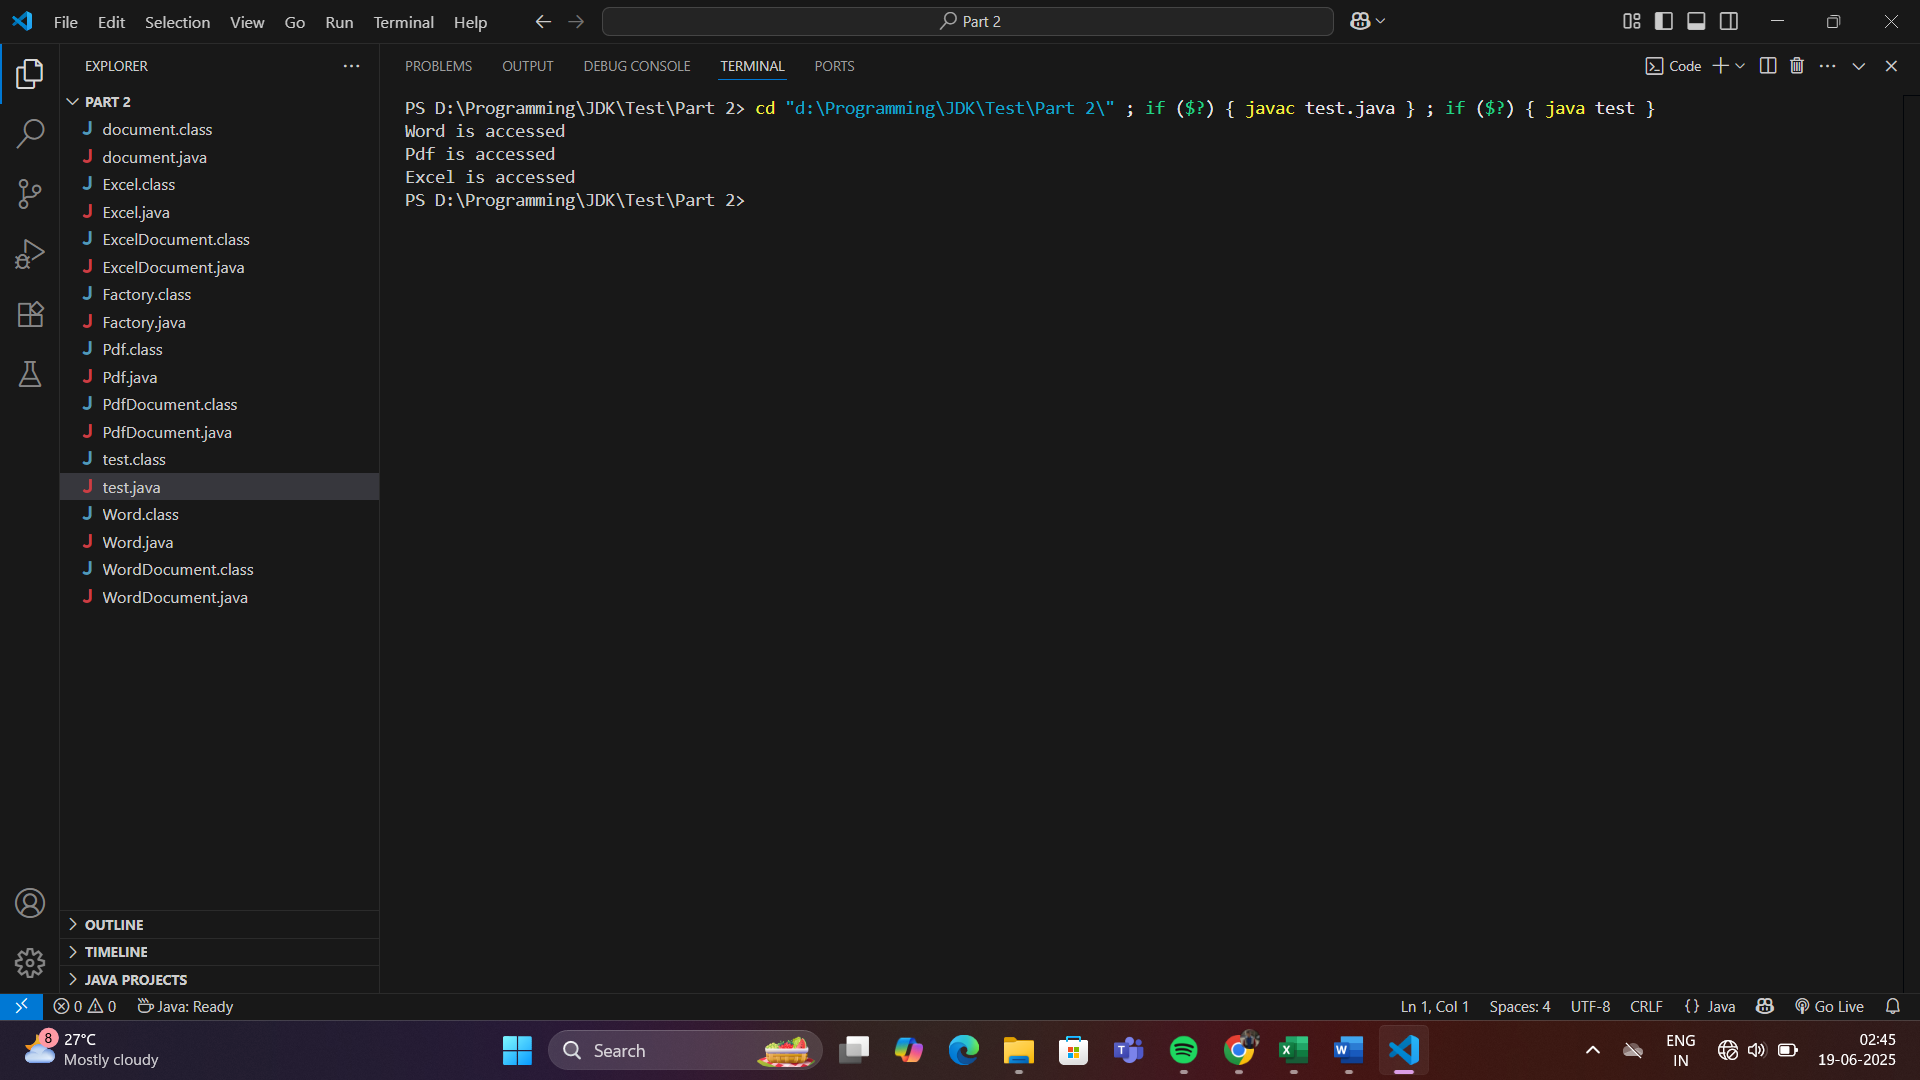 File Edit Selection View Go Run Terminal Help
Part 2
EXPLORER
PROBLEMS OUTPUT DEBUG CONSOLE TERMINAL PORTS
Code
PART 2
J document.class
J document.java
J Excel.class
J Excel.java
J ExcelDocument.class
J ExcelDocument.java
J Factory.class
J Factory.java
J Pdf.class
J Pdf.java
J PdfDocument.class
J PdfDocument.java
J test.class
J test.java
J Word.class
J Word.java
J WordDocument.class
J WordDocument.java
PS D:\Programming\JDK\Test\Part 2> cd "d:\Programming\JDK\Test\Part 2\" ; if ($?) { javac test.java } ; if ($?) { java test }
Word is accessed
Pdf is accessed
Excel is accessed
PS D:\Programming\JDK\Test\Part 2>
OUTLINE
TIMELINE
JAVA PROJECTS
0 0 Java: Ready
Ln 1, Col 1 Spaces: 4 UTF-8 CRLF {} Java Go Live
8
27°C
Mostly cloudy
Search
ENG
IN
02:45
19-06-2025